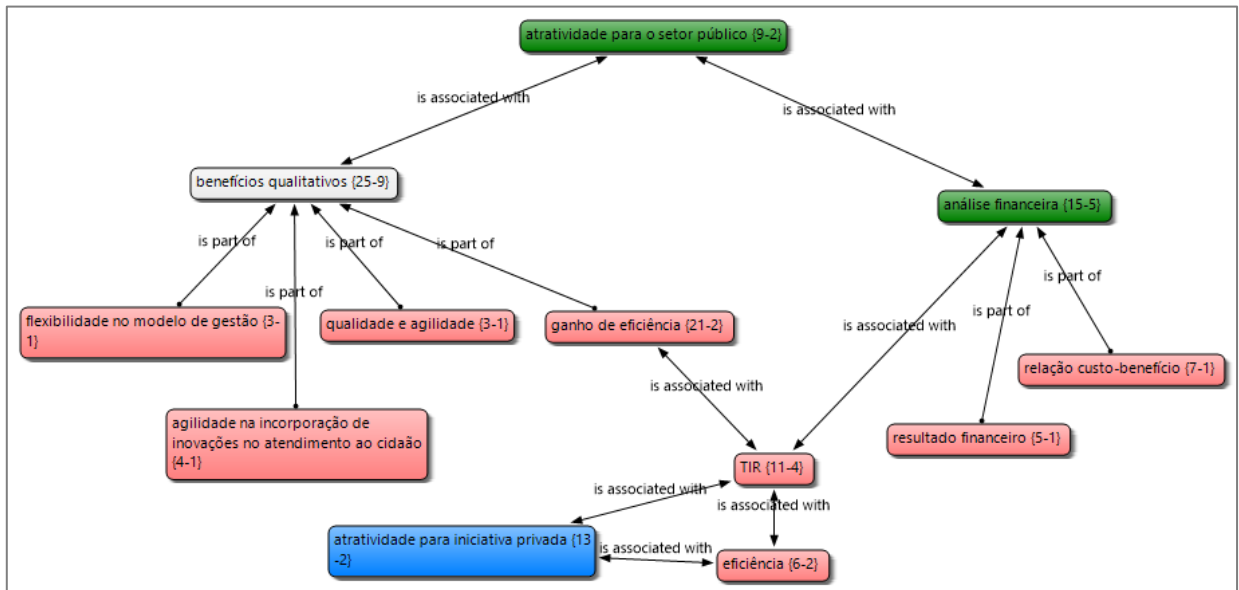 atratividade para o setor público {9-2}
is associated with
is associated with
benefícios qualitativos {25-9}
análise financeira {15-5}
is part of
is part of
is part of
is part of
is part of
is associated with
is part of
flexibilidade no modelo de gestão {3-
1}
qualidade e agilidade {3-1}
ganho de eficiência {21-2}
relação custo-benefício {7-1}
is associated with
agilidade na incorporação de
inovações no atendimento ao cidaão
{4-1}
resultado financeiro {5-1}
TIR {11-4}
is associated with
is associated with
atratividade para iniciativa privada {13
-2}
is associated with
eficiência {6-2}